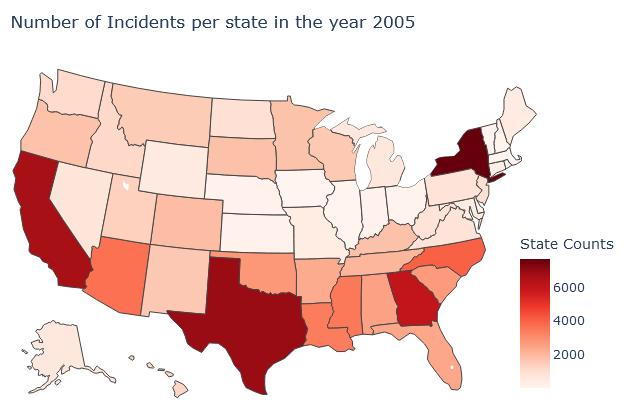 Number of Incidents per state in the year 2005
State Counts
6000
4000
2000